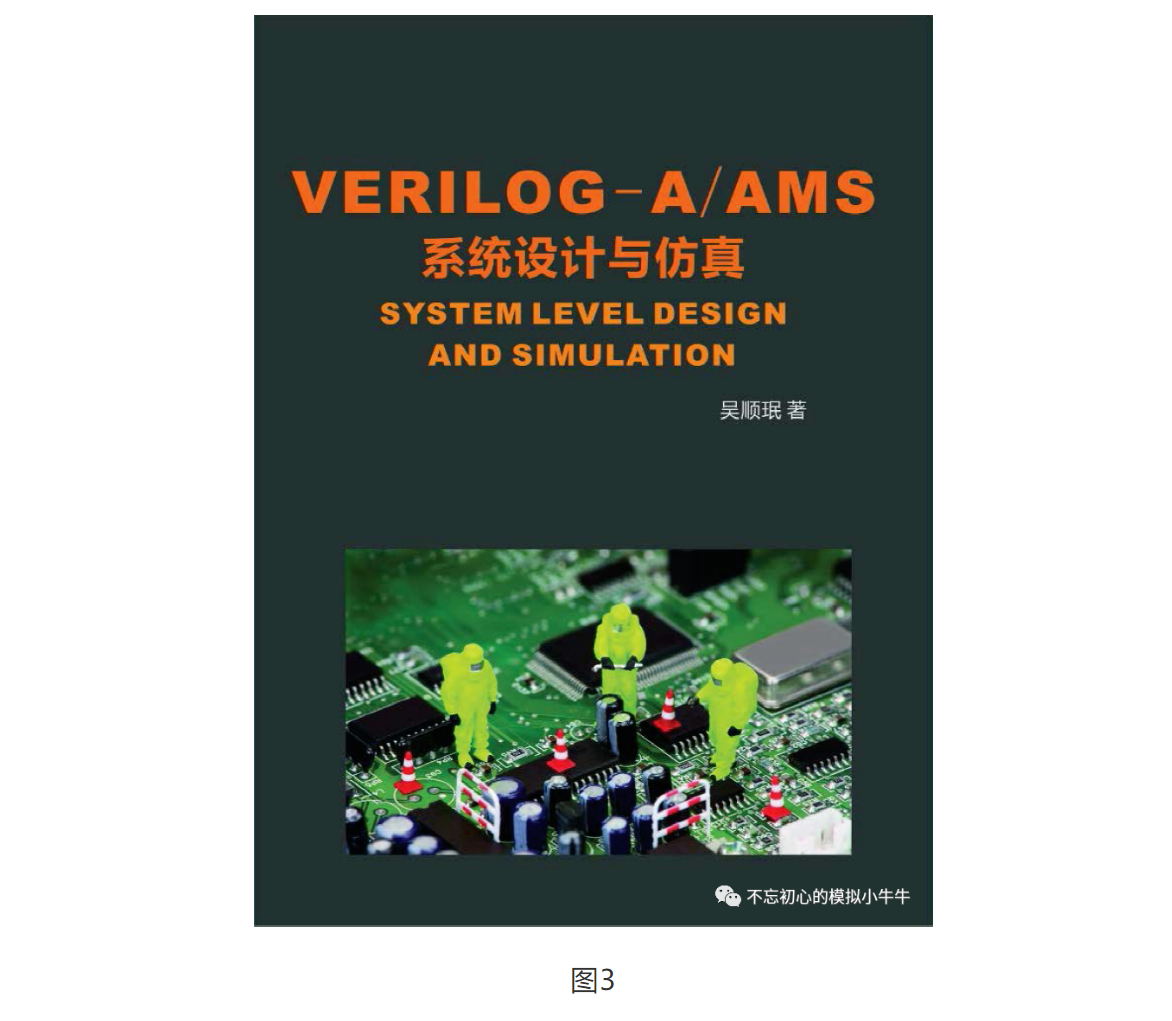 VERILOG-A/AMS
系统设计与仿真
SYSTEM LEVEL DESIGN
AND SIMULATION
吴顺珉 著
不忘初心的模拟小牛牛
图3